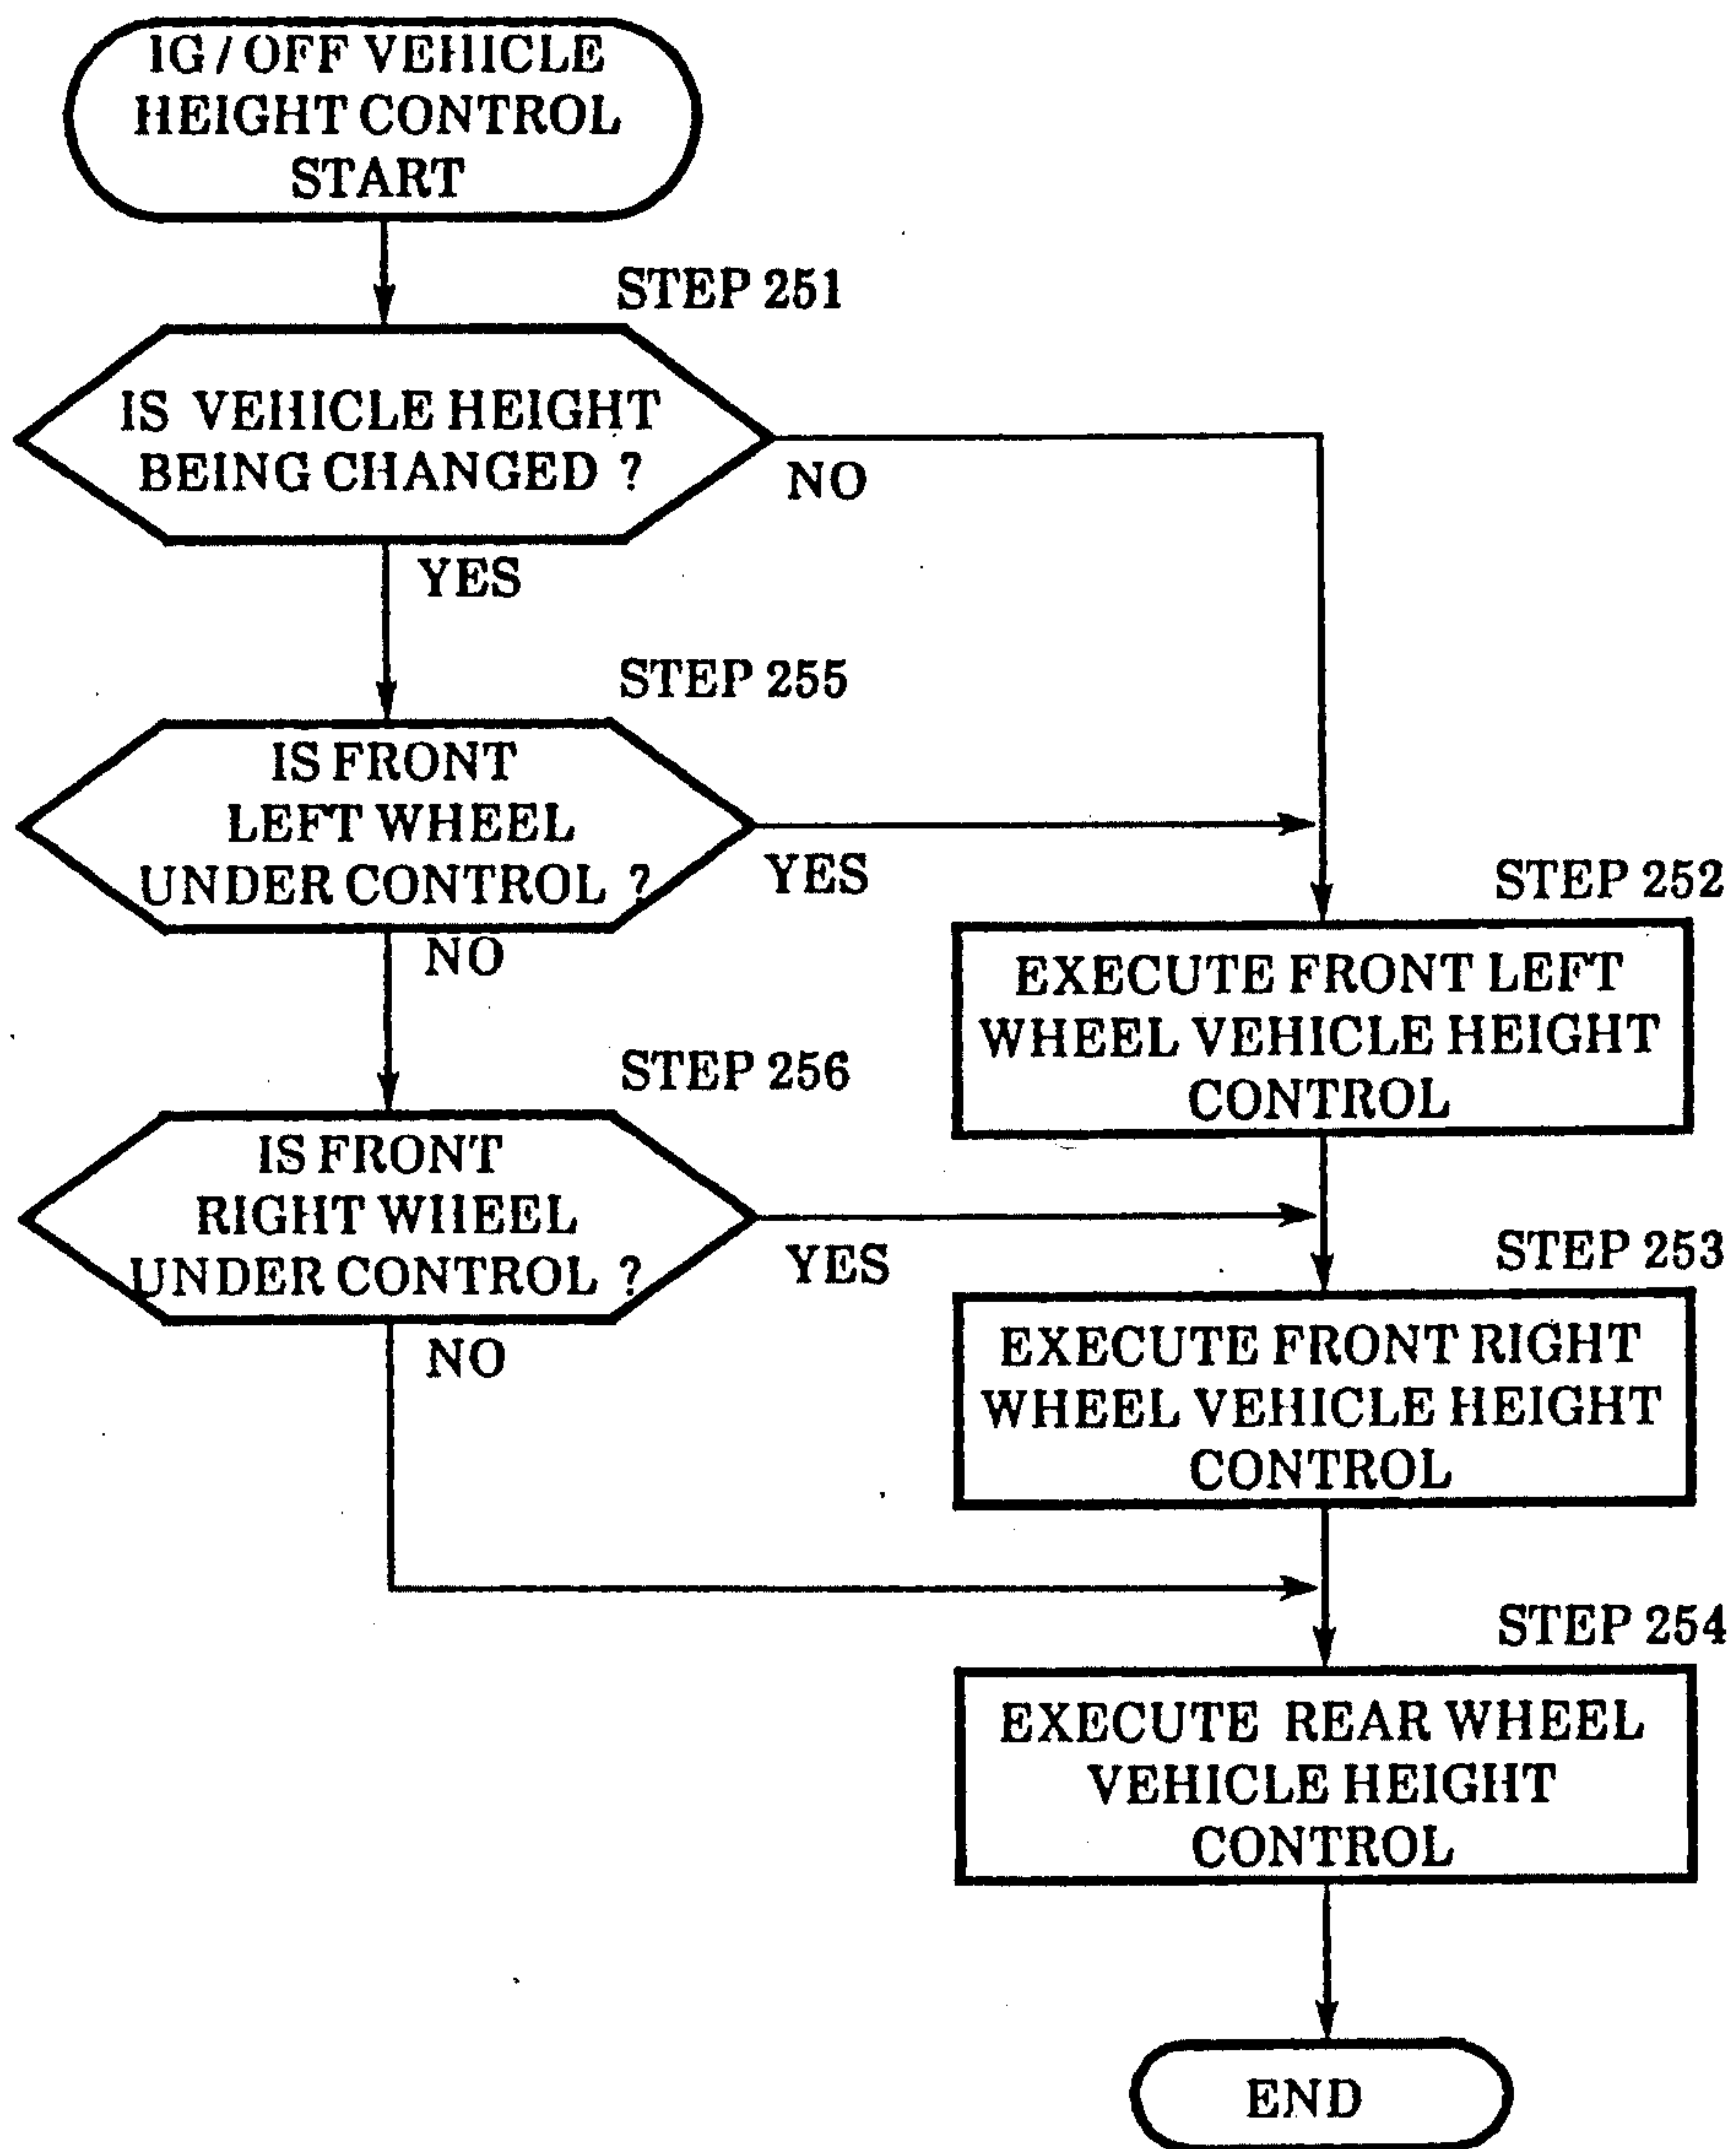 IG / OFF VEHICLE
HEIGHT CONTROL
START
STEP 251
IS VEHICLE HEIGHT
BEING CHANGED ?
NO
YES
STEP 255
IS FRONT
LEFT WHEEL
UNDER CONTROL ?
YES
NO
STEP 252
EXECUTE FRONT LEFT
WHEEL VEHICLE HEIGHT
CONTROL
STEP 256
IS FRONT
RIGHT WHEEL
UNDER CONTROL ?
YES
NO
STEP 253
EXECUTE FRONT RIGHT
WHEEL VEHICLE HEIGHT
CONTROL
STEP 254
EXECUTE REAR WHEEL
VEHICLE HEIGHT
CONTROL
END